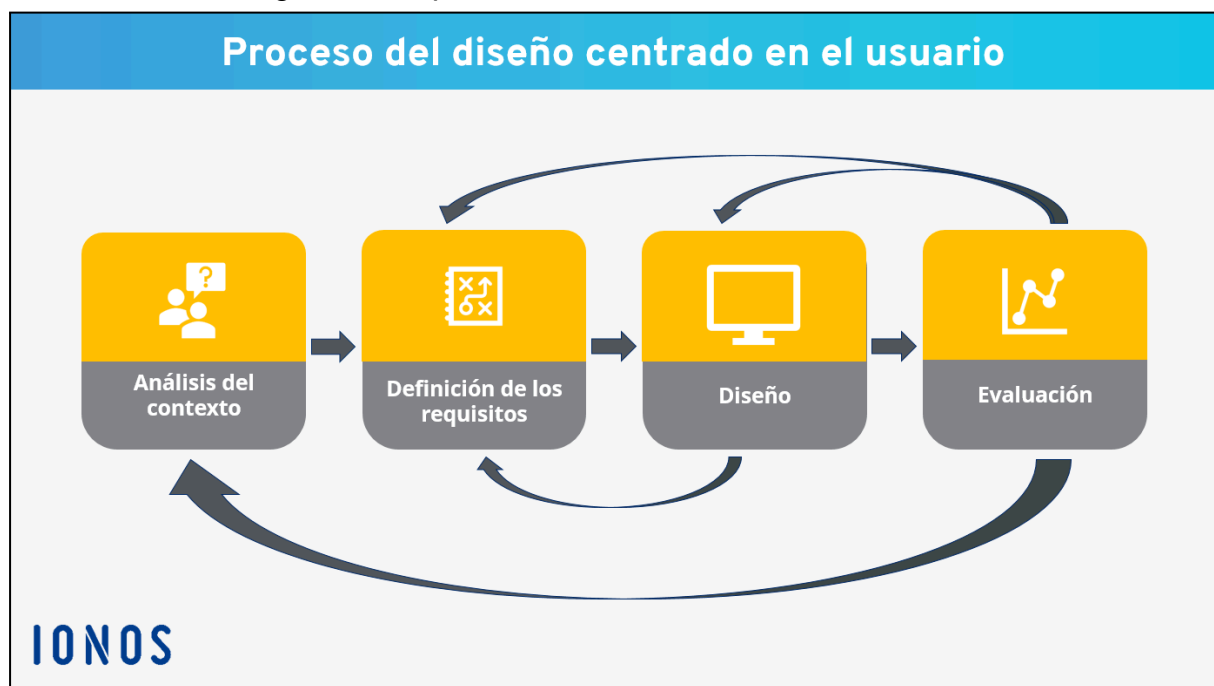 Proceso del diseño centrado en el usuario
?
Análisis del
contexto
Definición de los
requisitos
Diseño
Evaluación
IONOS